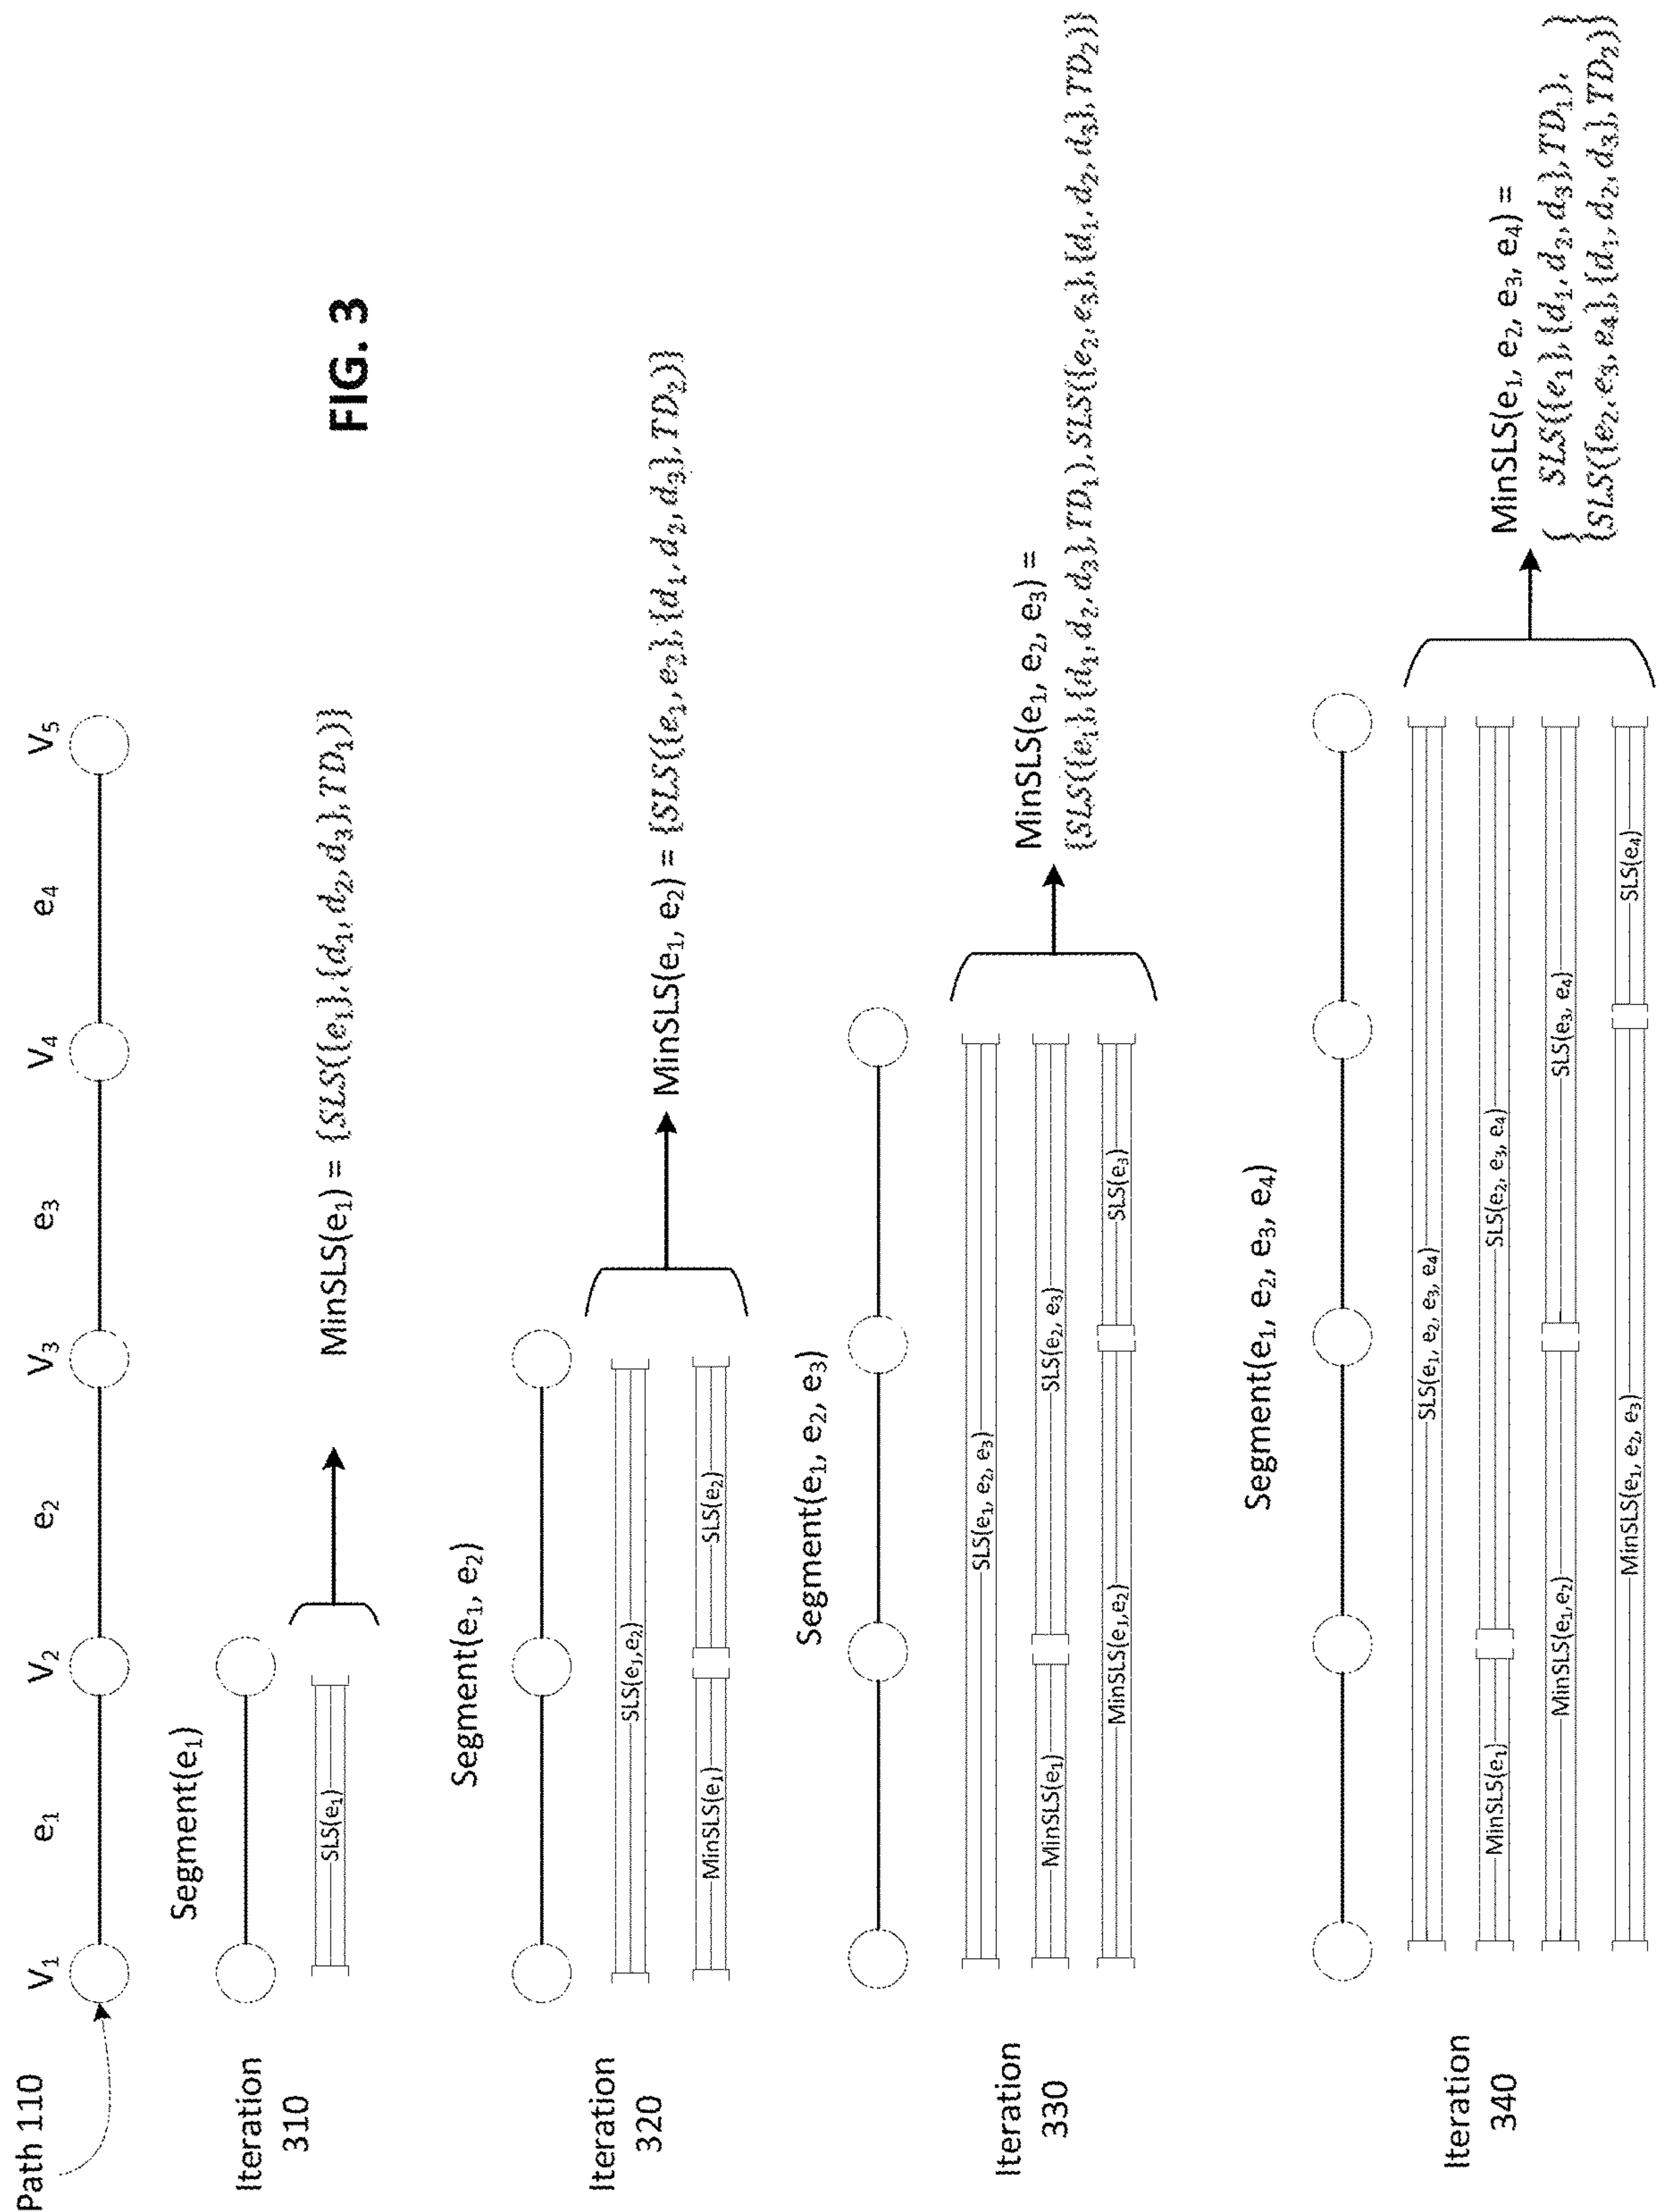 Path 110
V₁ e₁ V₂ e₂ V₃ e₃ V₄ e₄ V₅
FIG. 3
Iteration
310
Segment(e₁)
SLS(e₁)
MinSLS(e₁) = {SLS({e₁},{d₁,d₂,d₃},TD₁)}
Iteration
320
Segment(e₁, e₂)
SLS(e₁,e₂)
MinSLS(e₁) SLS(e₂)
MinSLS(e₁, e₂) = {SLS({e₁,e₂},{d₁,d₂,d₃},TD₂)}
Iteration
330
Segment(e₁, e₂, e₃)
SLS(e₁, e₂, e₃)
MinSLS(e₁) SLS(e₂, e₃)
MinSLS(e₁,e₂) SLS(e₃)
MinSLS(e₁, e₂, e₃) =
{SLS({e₁},{d₁,d₂,d₃},TD₁),SLS({e₂,e₃},{d₁,d₂,d₃},TD₂)}
Iteration
340
Segment(e₁, e₂, e₃, e₄)
SLS(e₁, e₂, e₃, e₄)
MinSLS(e₁) SLS(e₂, e₃, e₄)
MinSLS(e₁,e₂) SLS(e₃, e₄)
MinSLS(e₁, e₂, e₃) SLS(e₄)
MinSLS(e₁, e₂, e₃, e₄) =
{ SLS({e₁},{d₁,d₂,d₃},TD₁), }
{SLS({e₂,e₃,e₄},{d₁,d₂,d₃},TD₂)}